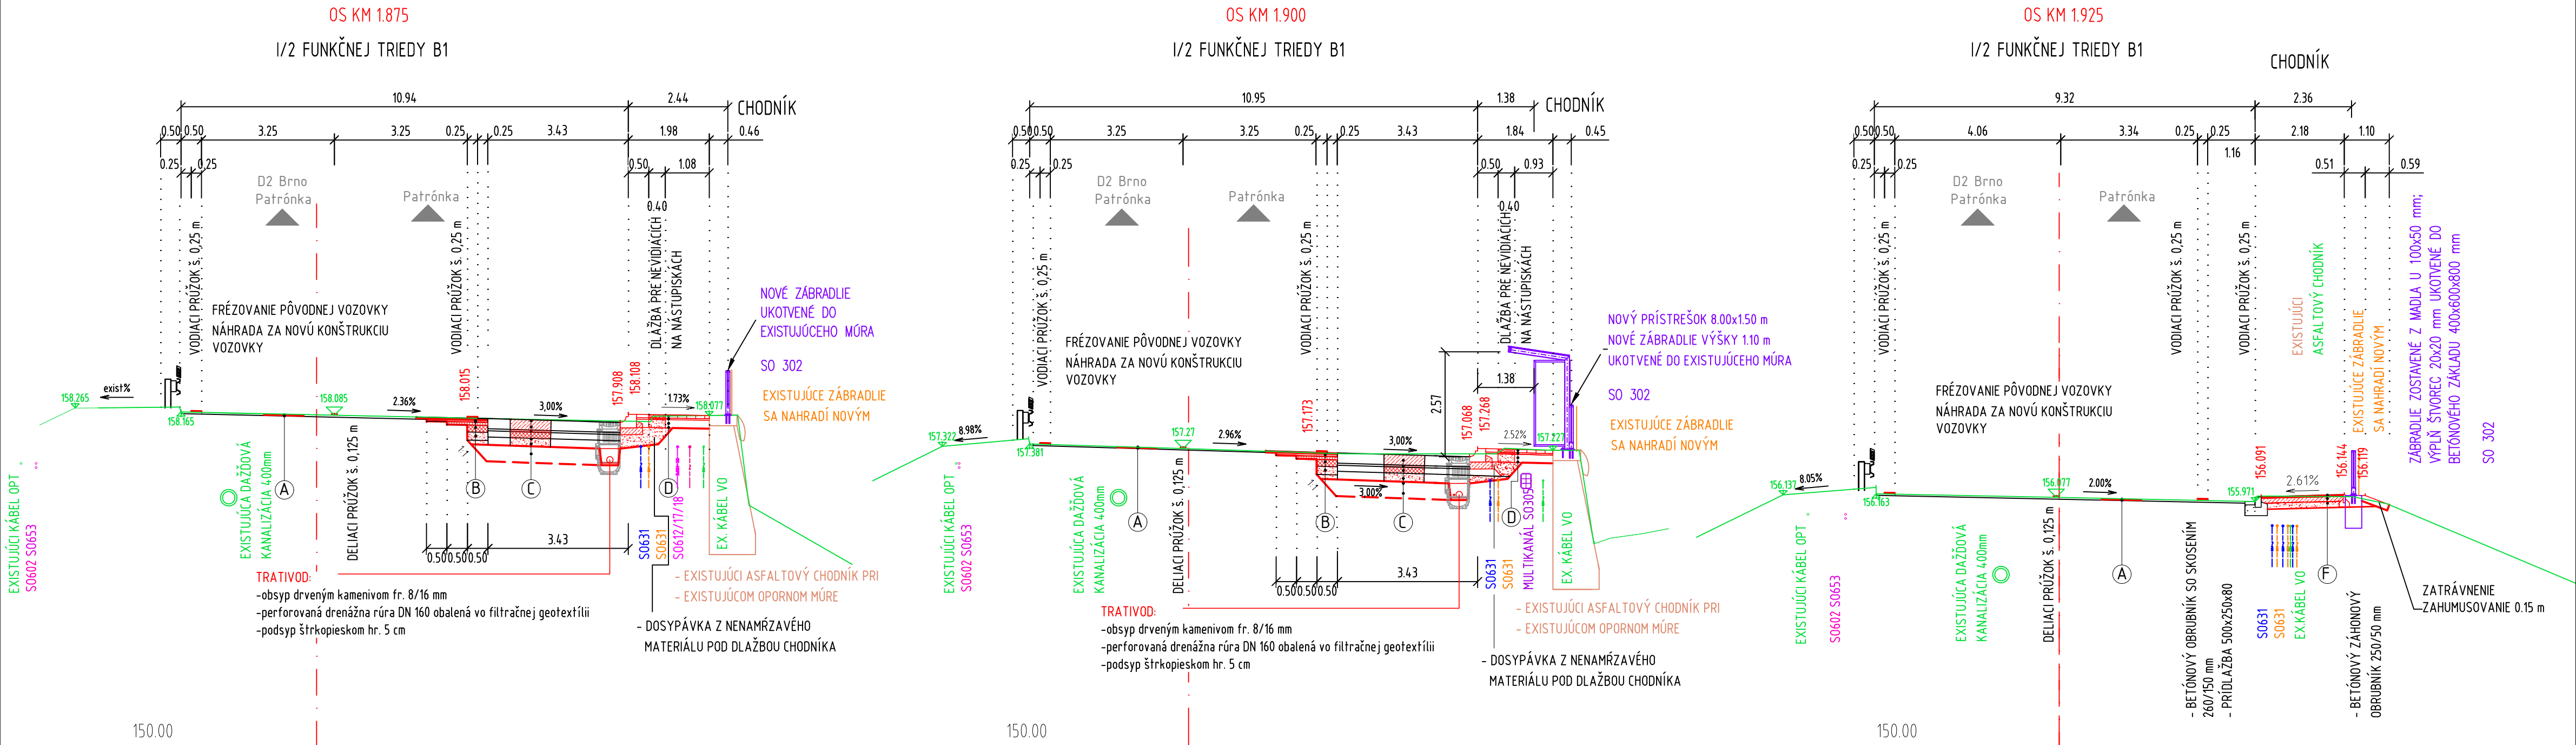 OS KM 1.875
I/2 FUNKČNEJ TRIEDY B1
10.94
2.44
CHODNÍK
0.50
0.50
3.25
3.25
0.25
0.25
3.43
1.98
0.46
0.25
0.25
0.50
1.08
0.40
D2 Brno
Patrónka
Patrónka
VODIACI PRÚŽOK š. 0,25 m
VODIACI PRÚŽOK š. 0,25 m
DLAŽBA PRE NEVIDIACICH
NA NÁSTUPISKÁCH
FRÉZOVANIE PÔVODNEJ VOZOVKY
NÁHRADA ZA NOVÚ KONŠTRUKCIU
VOZOVKY
NOVÉ ZÁBRADLIE
UKOTVENÉ DO
EXISTUJÚCEHO MÚRA
SO 302
EXISTUJÚCE ZÁBRADLIE
SA NAHRADÍ NOVÝM
158.265
exist%
158.165
158.085
2.36%
158.015
3,00%
157.908
158.108
1.73%
158.077
1:1
A
B
C
D
EXISTUJÚCI KÁBEL OPT
SO602 SO653
EXISTUJÚCA DAŽĎOVÁ
KANALIZÁCIA 400mm
DELIACI PRÚŽOK š. 0,125 m
0.50
0.50
0.50
3.43
SO631
SO631
SO612/17/18
EX. KÁBEL VO
TRATIVOD:
-obsyp drveným kamenivom fr. 8/16 mm
-perforovaná drenážna rúra DN 160 obalená vo filtračnej geotextílii
-podsyp štrkopieskom hr. 5 cm
- EXISTUJÚCI ASFALTOVÝ CHODNÍK PRI
- EXISTUJÚCOM OPORNOM MÚRE
- DOSYPÁVKA Z NENAMŔZAVÉHO
MATERIÁLU POD DLAŽBOU CHODNÍKA
150.00
OS KM 1.900
I/2 FUNKČNEJ TRIEDY B1
10.95
1.38
CHODNÍK
0.50
0.50
3.25
3.25
0.25
0.25
3.43
1.84
0.45
0.25
0.25
0.50
0.93
0.40
D2 Brno
Patrónka
Patrónka
VODIACI PRÚŽOK š. 0,25 m
VODIACI PRÚŽOK š. 0,25 m
DLAŽBA PRE NEVIDIACICH
NA NÁSTUPISKÁCH
FRÉZOVANIE PÔVODNEJ VOZOVKY
NÁHRADA ZA NOVÚ KONŠTRUKCIU
VOZOVKY
NOVÝ PRÍSTREŠOK 8.00x1.50 m
NOVÉ ZÁBRADLIE VÝŠKY 1.10 m
UKOTVENÉ DO EXISTUJÚCEHO MÚRA
SO 302
EXISTUJÚCE ZÁBRADLIE
SA NAHRADÍ NOVÝM
1.38
2.57
157.322
8.98%
157.381
157.27
2.96%
157.173
3,00%
157.068
157.268
2.52%
157.227
3,00%
1:1
A
B
C
D
EXISTUJÚCI KÁBEL OPT
SO602 SO653
EXISTUJÚCA DAŽĎOVÁ
KANALIZÁCIA 400mm
DELIACI PRÚŽOK š. 0,125 m
0.50
0.50
0.50
3.43
SO631
SO631
MULTIKANÁL SO305
EX. KÁBEL VO
TRATIVOD:
-obsyp drveným kamenivom fr. 8/16 mm
-perforovaná drenážna rúra DN 160 obalená vo filtračnej geotextílii
-podsyp štrkopieskom hr. 5 cm
- EXISTUJÚCI ASFALTOVÝ CHODNÍK PRI
- EXISTUJÚCOM OPORNOM MÚRE
- DOSYPÁVKA Z NENAMŔZAVÉHO
MATERIÁLU POD DLAŽBOU CHODNÍKA
150.00
OS KM 1.925
I/2 FUNKČNEJ TRIEDY B1
CHODNÍK
9.32
2.36
0.50
0.50
4.06
3.34
0.25
0.25
2.18
1.10
1.16
0.25
0.25
0.51
0.59
D2 Brno
Patrónka
Patrónka
VODIACI PRÚŽOK š. 0,25 m
VODIACI PRÚŽOK š. 0,25 m
VODIACI PRÚŽOK š. 0,25 m
EXISTUJÚCI
ASFALTOVÝ CHODNÍK
EXISTUJÚCE ZÁBRADLIE
SA NAHRADÍ NOVÝM
ZÁBRADLIE ZOSTAVENÉ Z MADLA U 100x50 mm;
VÝPLŇ ŠTVOREC 20x20 mm UKOTVENÉ DO
BETÓNOVÉHO ZÁKLADU 400x600x800 mm
SO 302
FRÉZOVANIE PÔVODNEJ VOZOVKY
NÁHRADA ZA NOVÚ KONŠTRUKCIU
VOZOVKY
156.137
8.05%
156.163
156.077
2.00%
155.971
156.091
2.61%
156.144
156.119
A
F
EXISTUJÚCI KÁBEL OPT
SO602 SO653
EXISTUJÚCA DAŽĎOVÁ
KANALIZÁCIA 400mm
DELIACI PRÚŽOK š. 0,125 m
- BETÓNOVÝ OBRUBNÍK SO SKOSENÍM
260/150 mm
- PRÍDLAŽBA 500x250x80
SO631
SO631
EX.KÁBEL VO
- BETÓNOVÝ ZÁHONOVÝ
OBRUBNÍK 250/50 mm
ZATRÁVNENIE
ZAHUMUSOVANIE 0.15 m
150.00